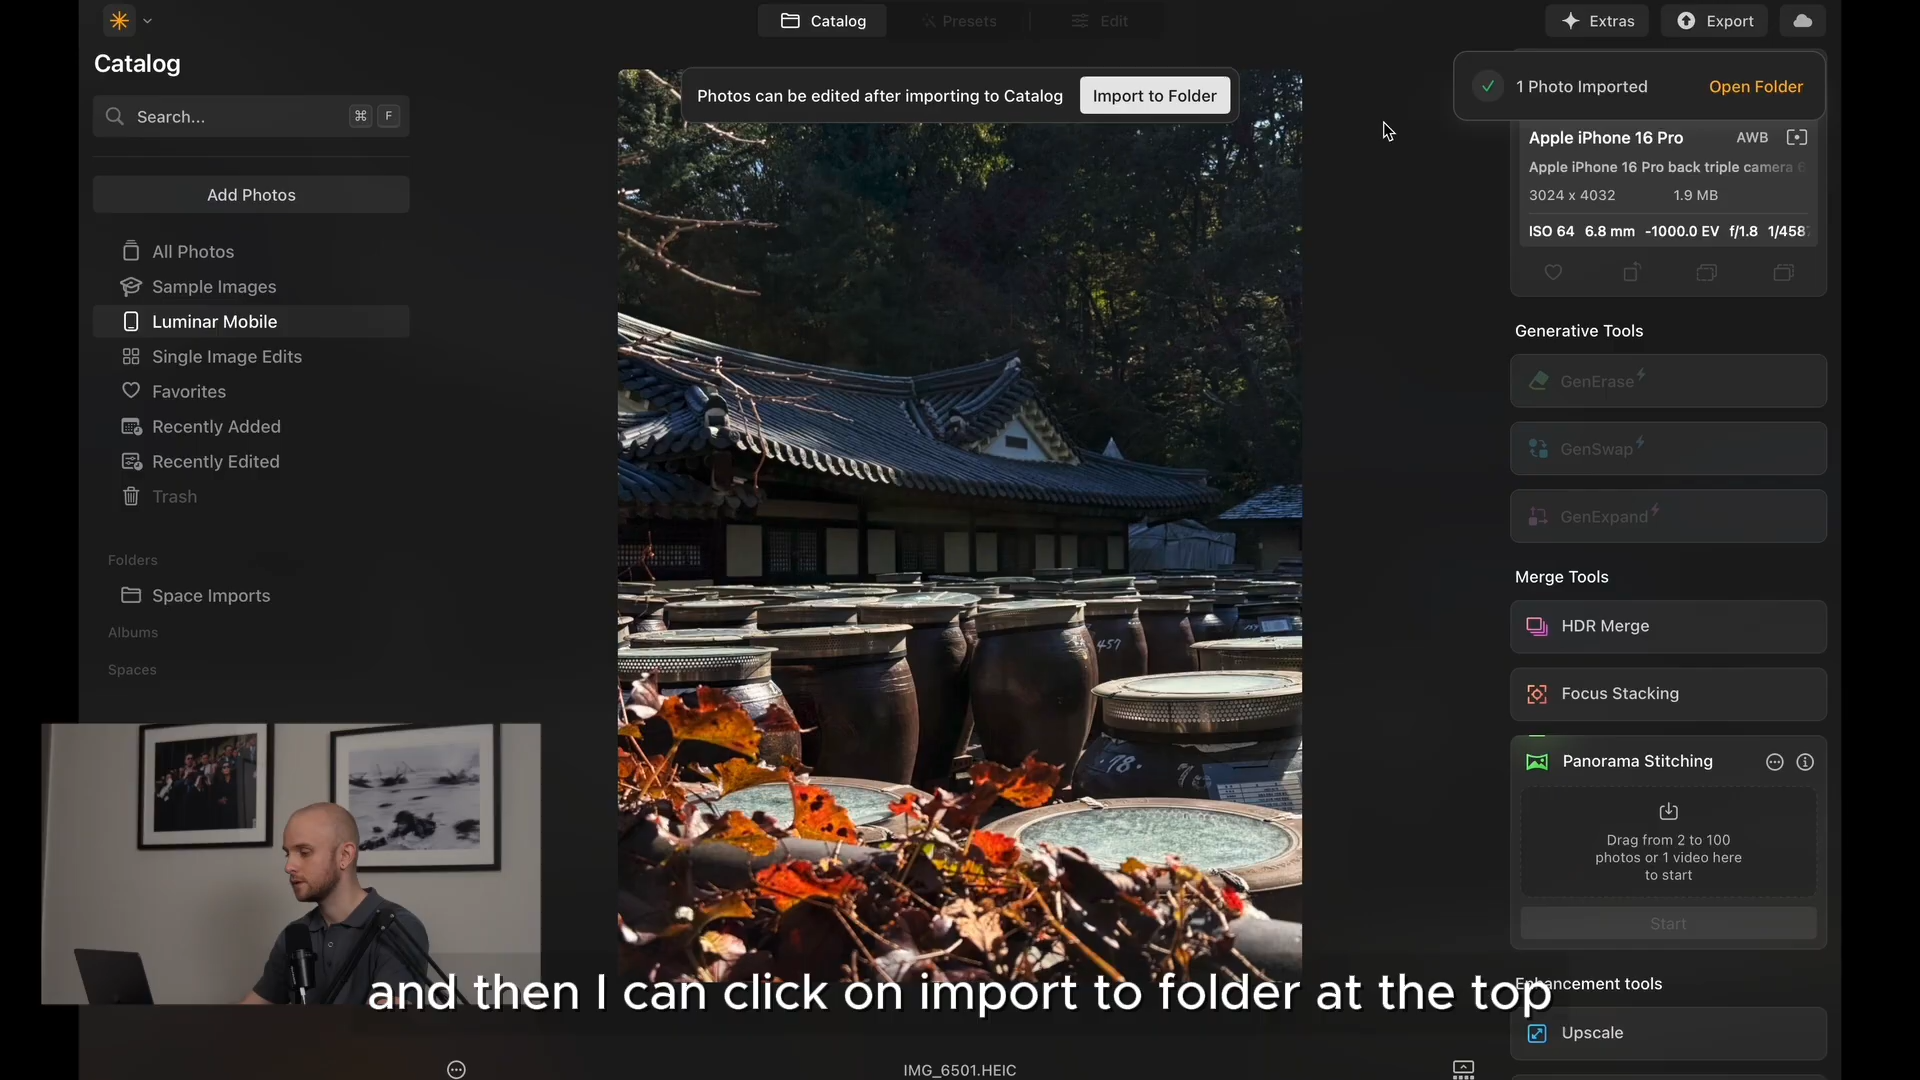 Catalog
Presets
Edit
Extras
Export
Catalog
Search...
⌘ F
Add Photos
All Photos
Sample Images
Luminar Mobile
Single Image Edits
Favorites
Recently Added
Recently Edited
Trash
Folders
Space Imports
Albums
Spaces
Photos can be edited after importing to Catalog
Import to Folder
457
78
1 Photo Imported
Open Folder
Apple iPhone 16 Pro
AWB
Apple iPhone 16 Pro back triple camera 6
3024 x 4032
1.9 MB
ISO 64 6.8 mm -1000.0 EV f/1.8 1/458
Generative Tools
GenErase
GenSwap
GenExpand
Merge Tools
HDR Merge
Focus Stacking
Panorama Stitching
Drag from 2 to 100
photos or 1 video here
to start
Start
Enhancement tools
Upscale
and then I can click on import to folder at the top
IMG_6501.HEIC